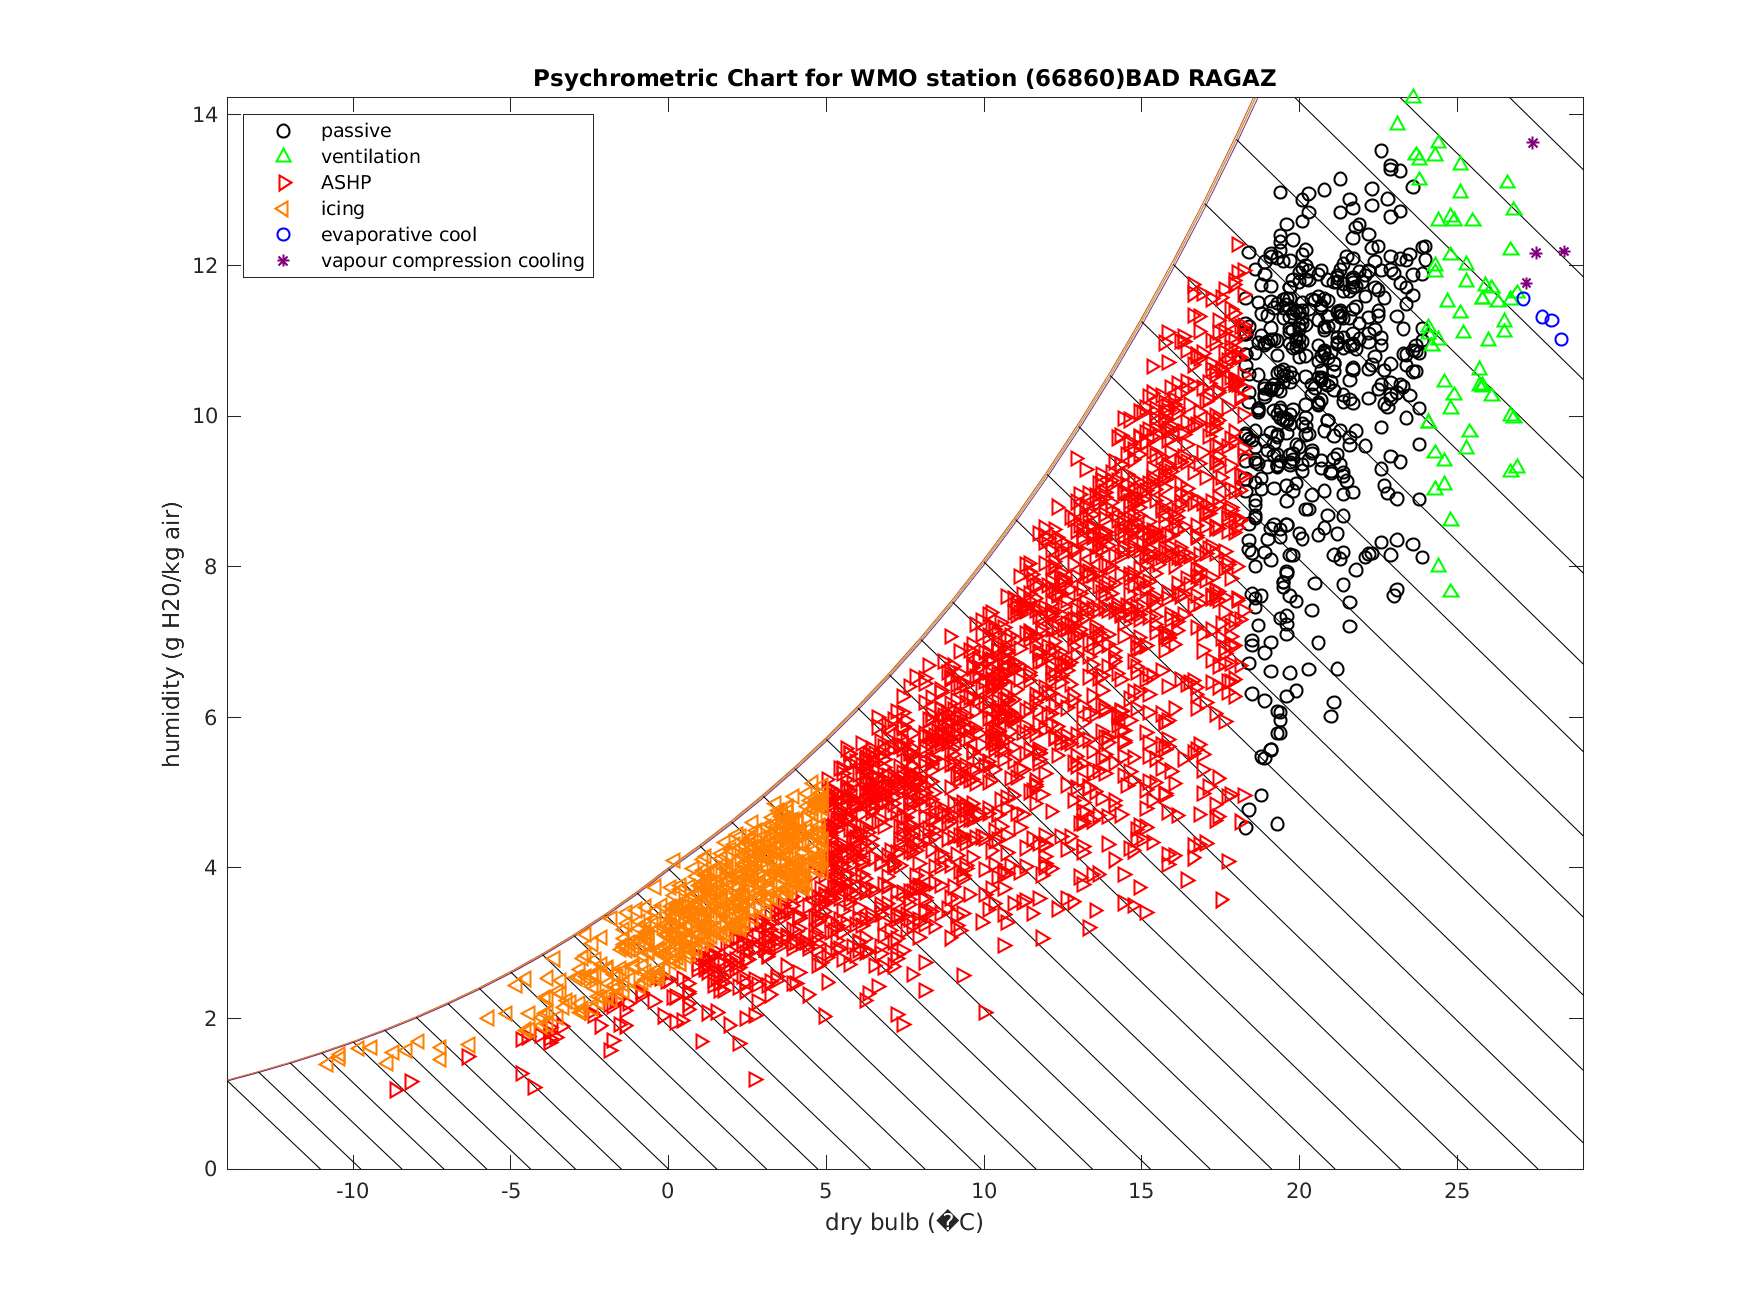 Psychrometric Chart for WMO station (66860)BAD RAGAZ
passive
ventilation
ASHP
icing
evaporative cool
vapour compression cooling
14
12
10
8
6
4
2
0
humidity (g H20/kg air)
-10 -5 0 5 10 15 20 25
dry bulb (�C)